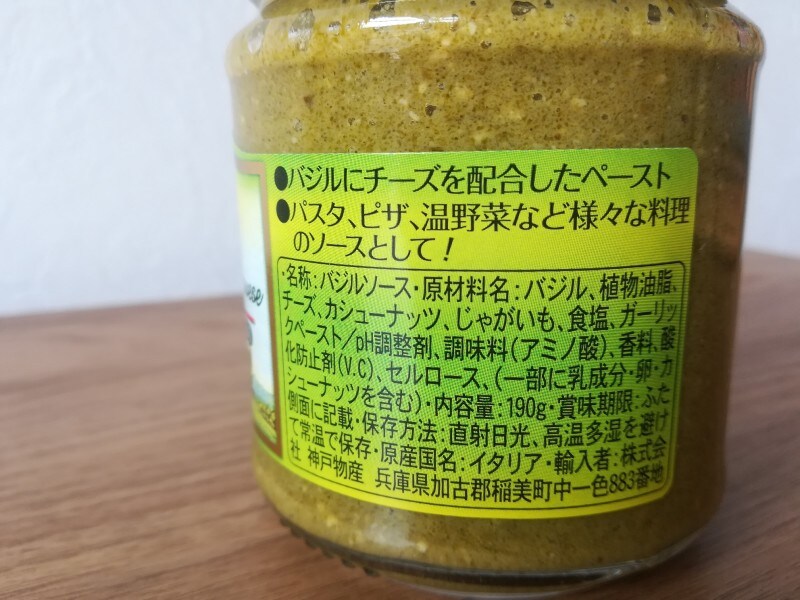 ●バジルにチーズを配合したペースト
●パスタ、ピザ、温野菜など様々な料理
のソースとして！
・名称：バジルソース・原材料名：バジル、植物油脂、
チーズ、カシューナッツ、じゃがいも、食塩、ガーリッ
クペースト/pH調整剤、調味料(アミノ酸)、香料、酸
化防止剤(V.C)、セルロース、(一部に乳成分・卵・カ
シューナッツを含む)・内容量：190g・賞味期限：ふた
側面に記載・保存方法：直射日光、高温多湿を避け
て常温で保存・原産国名：イタリア・輸入者：株式会
社 神戸物産 兵庫県加古郡稲美町中一色883番地